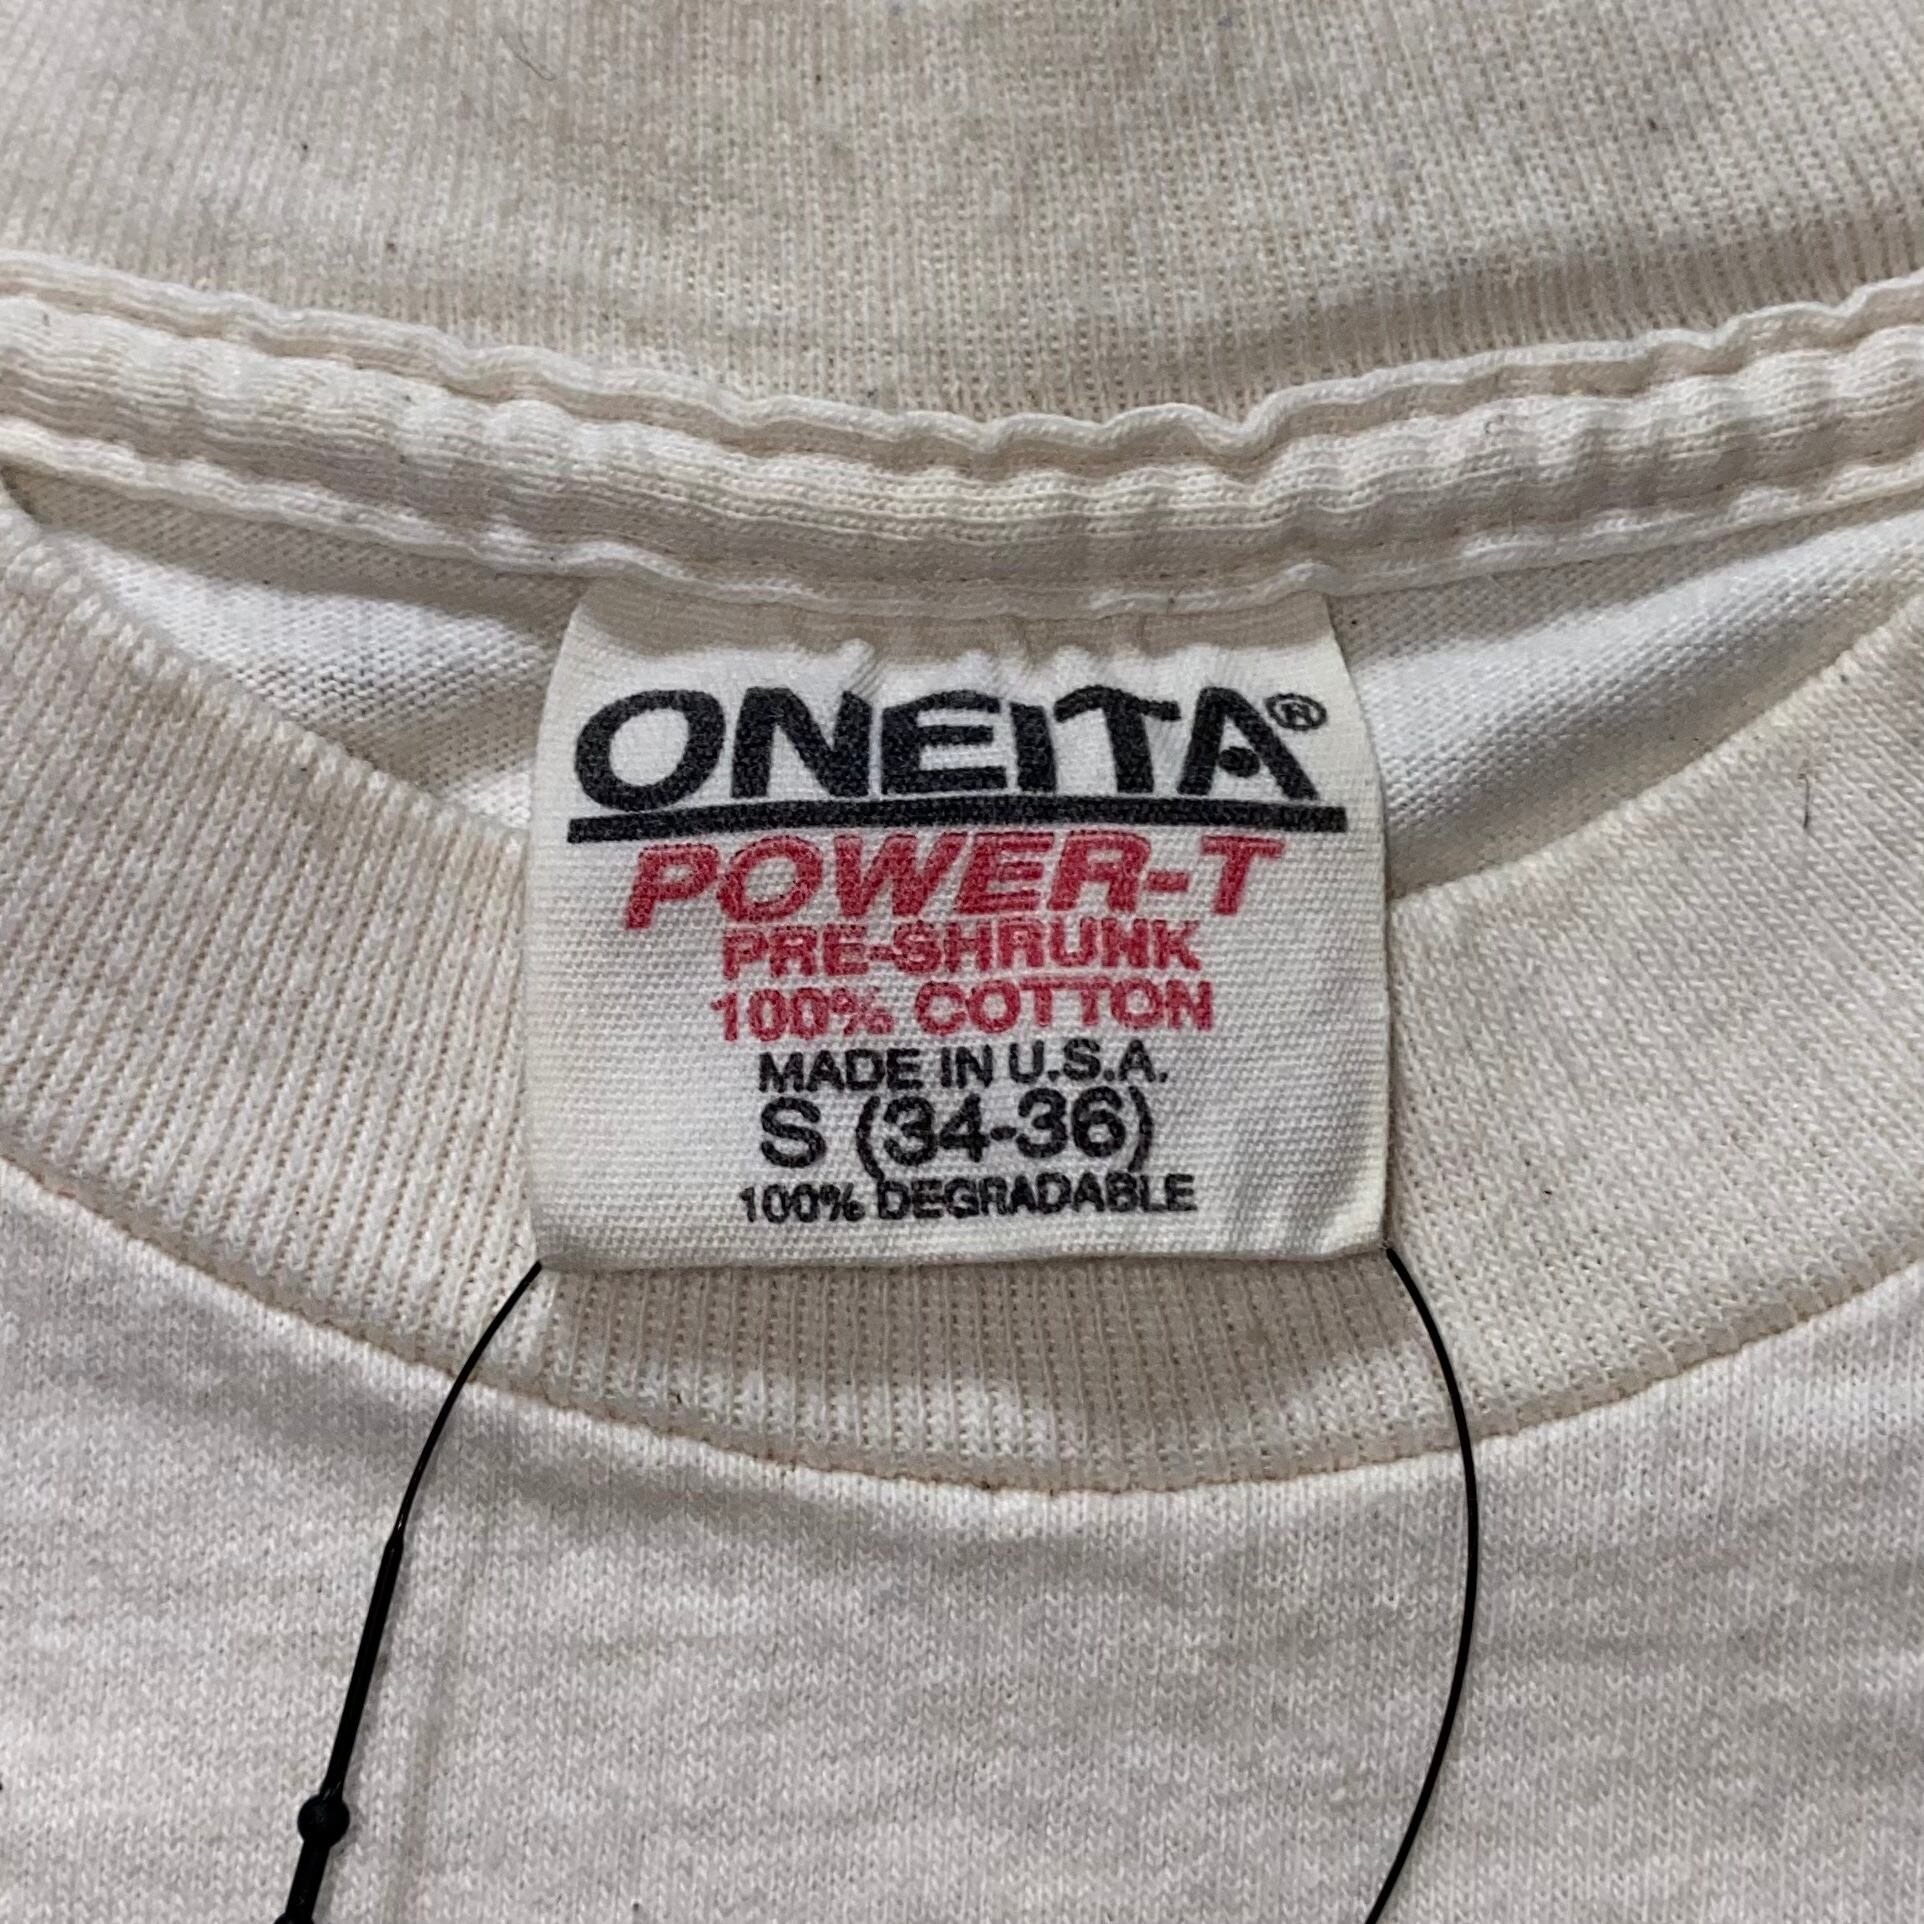 ONEITA®
POWER-T
PRE-SHRUNK
100% COTTON
MADE IN U.S.A.
S (34-36)
100% DEGRADABLE